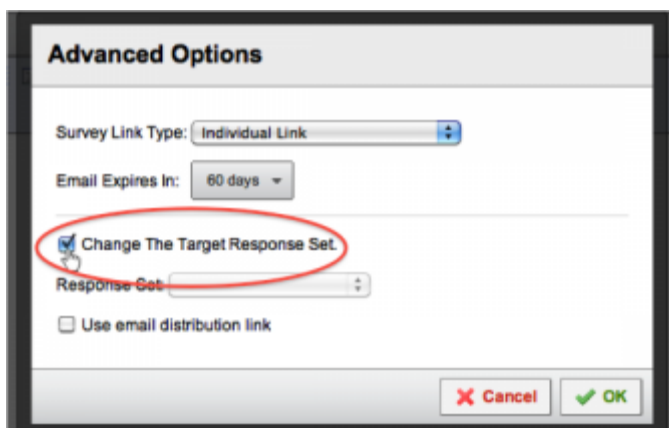 Advanced Options
Survey Link Type: Individual Link
Email Expires In: 60 days
Change The Target Response Set.
Response Set:
Use email distribution link
Cancel OK